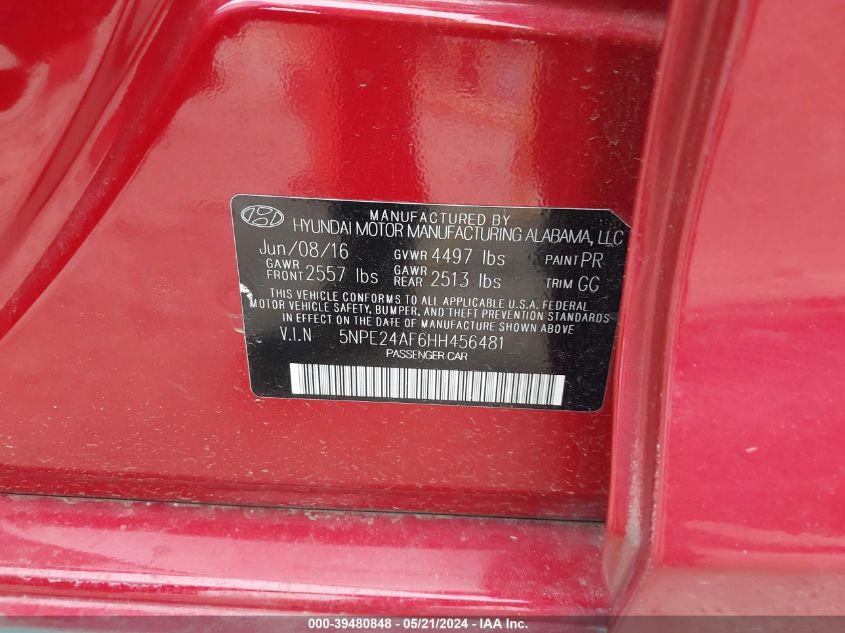 MANUFACTURED BY
HYUNDAI MOTOR MANUFACTURING ALABAMA, LLC
Jun/08/16 GVWR 4497 lbs PAINT PR
GAWR FRONT 2557 lbs GAWR REAR 2513 lbs TRIM GG
THIS VEHICLE CONFORMS TO ALL APPLICABLE U.S.A. FEDERAL
MOTOR VEHICLE SAFETY, BUMPER, AND THEFT PREVENTION STANDARDS
IN EFFECT ON THE DATE OF MANUFACTURE SHOWN ABOVE
V.I.N 5NPE24AF6HH456481
PASSENGER CAR
000-39480848 - 05/21/2024 - IAA Inc.